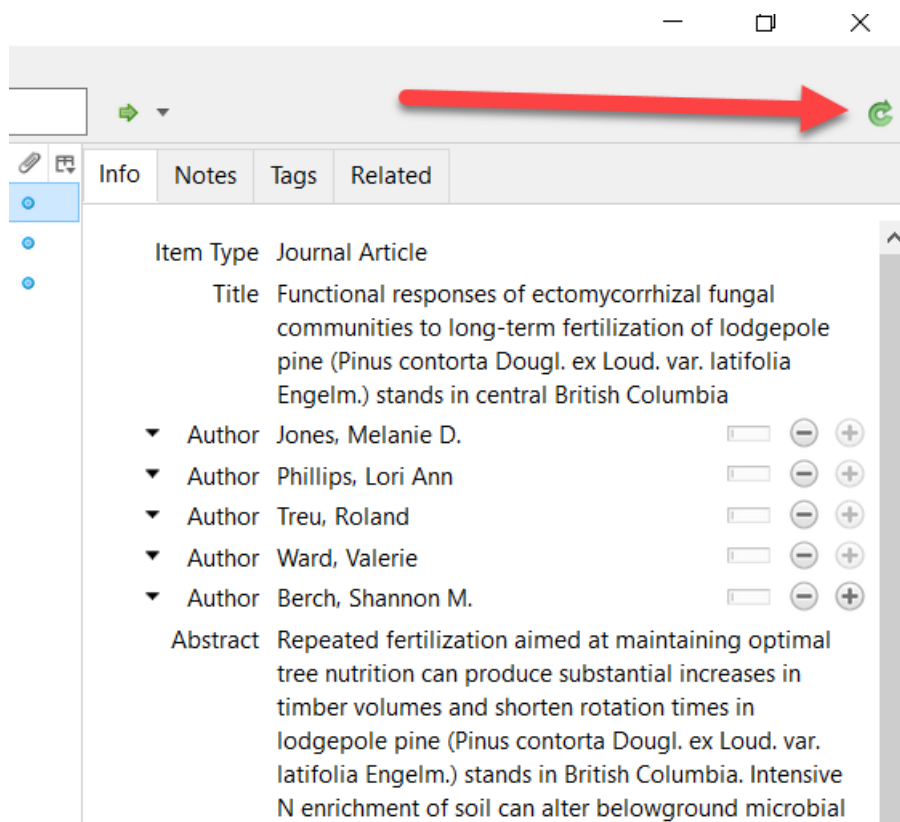 Info Notes Tags Related
Item Type Journal Article
Title Functional responses of ectomycorrhizal fungal
communities to long-term fertilization of lodgepole
pine (Pinus contorta Dougl. ex Loud. var. latifolia
Engelm.) stands in central British Columbia
Author Jones, Melanie D.
Author Phillips, Lori Ann
Author Treu, Roland
Author Ward, Valerie
Author Berch, Shannon M.
Abstract Repeated fertilization aimed at maintaining optimal
tree nutrition can produce substantial increases in
timber volumes and shorten rotation times in
lodgepole pine (Pinus contorta Dougl. ex Loud. var.
latifolia Engelm.) stands in British Columbia. Intensive
N enrichment of soil can alter belowground microbial